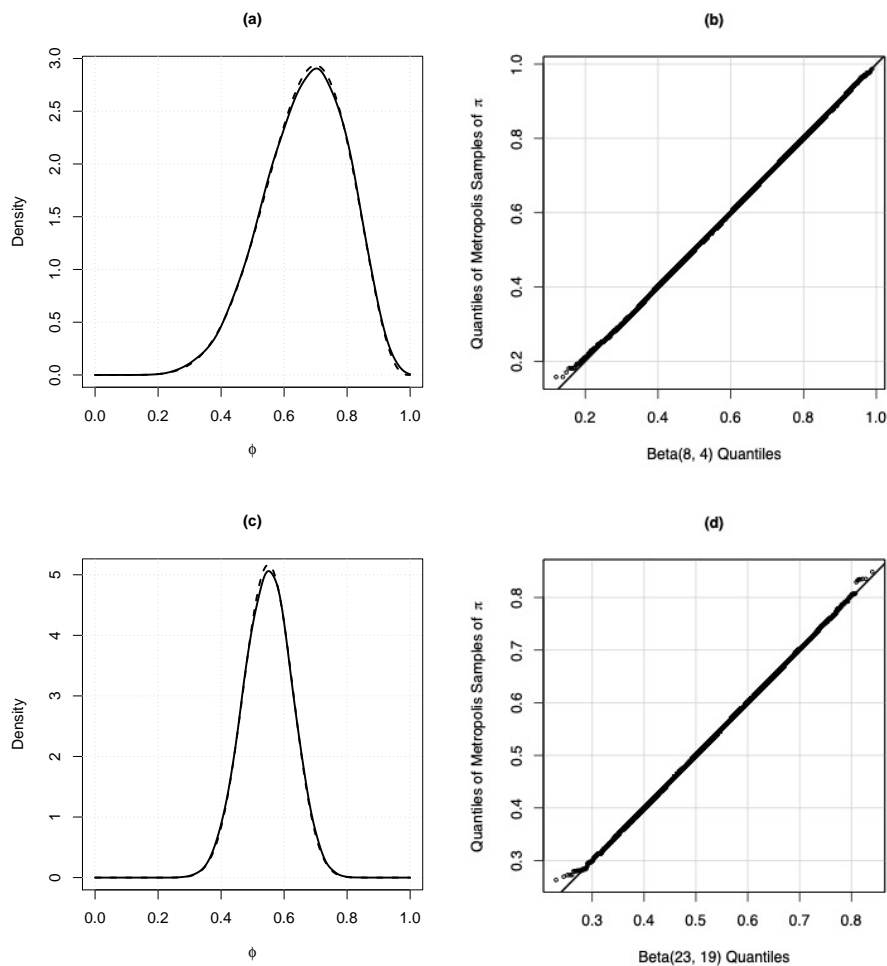 (a)
Density
0.0 0.5 1.0 1.5 2.0 2.5 3.0
0.0 0.2 0.4 0.6 0.8 1.0
ϕ
(b)
Quantiles of Metropolis Samples of π
0.2 0.4 0.6 0.8 1.0
0.2 0.4 0.6 0.8 1.0
Beta(8, 4) Quantiles
(c)
Density
0 1 2 3 4 5
0.0 0.2 0.4 0.6 0.8 1.0
ϕ
(d)
Quantiles of Metropolis Samples of π
0.3 0.4 0.5 0.6 0.7 0.8
0.3 0.4 0.5 0.6 0.7 0.8
Beta(23, 19) Quantiles